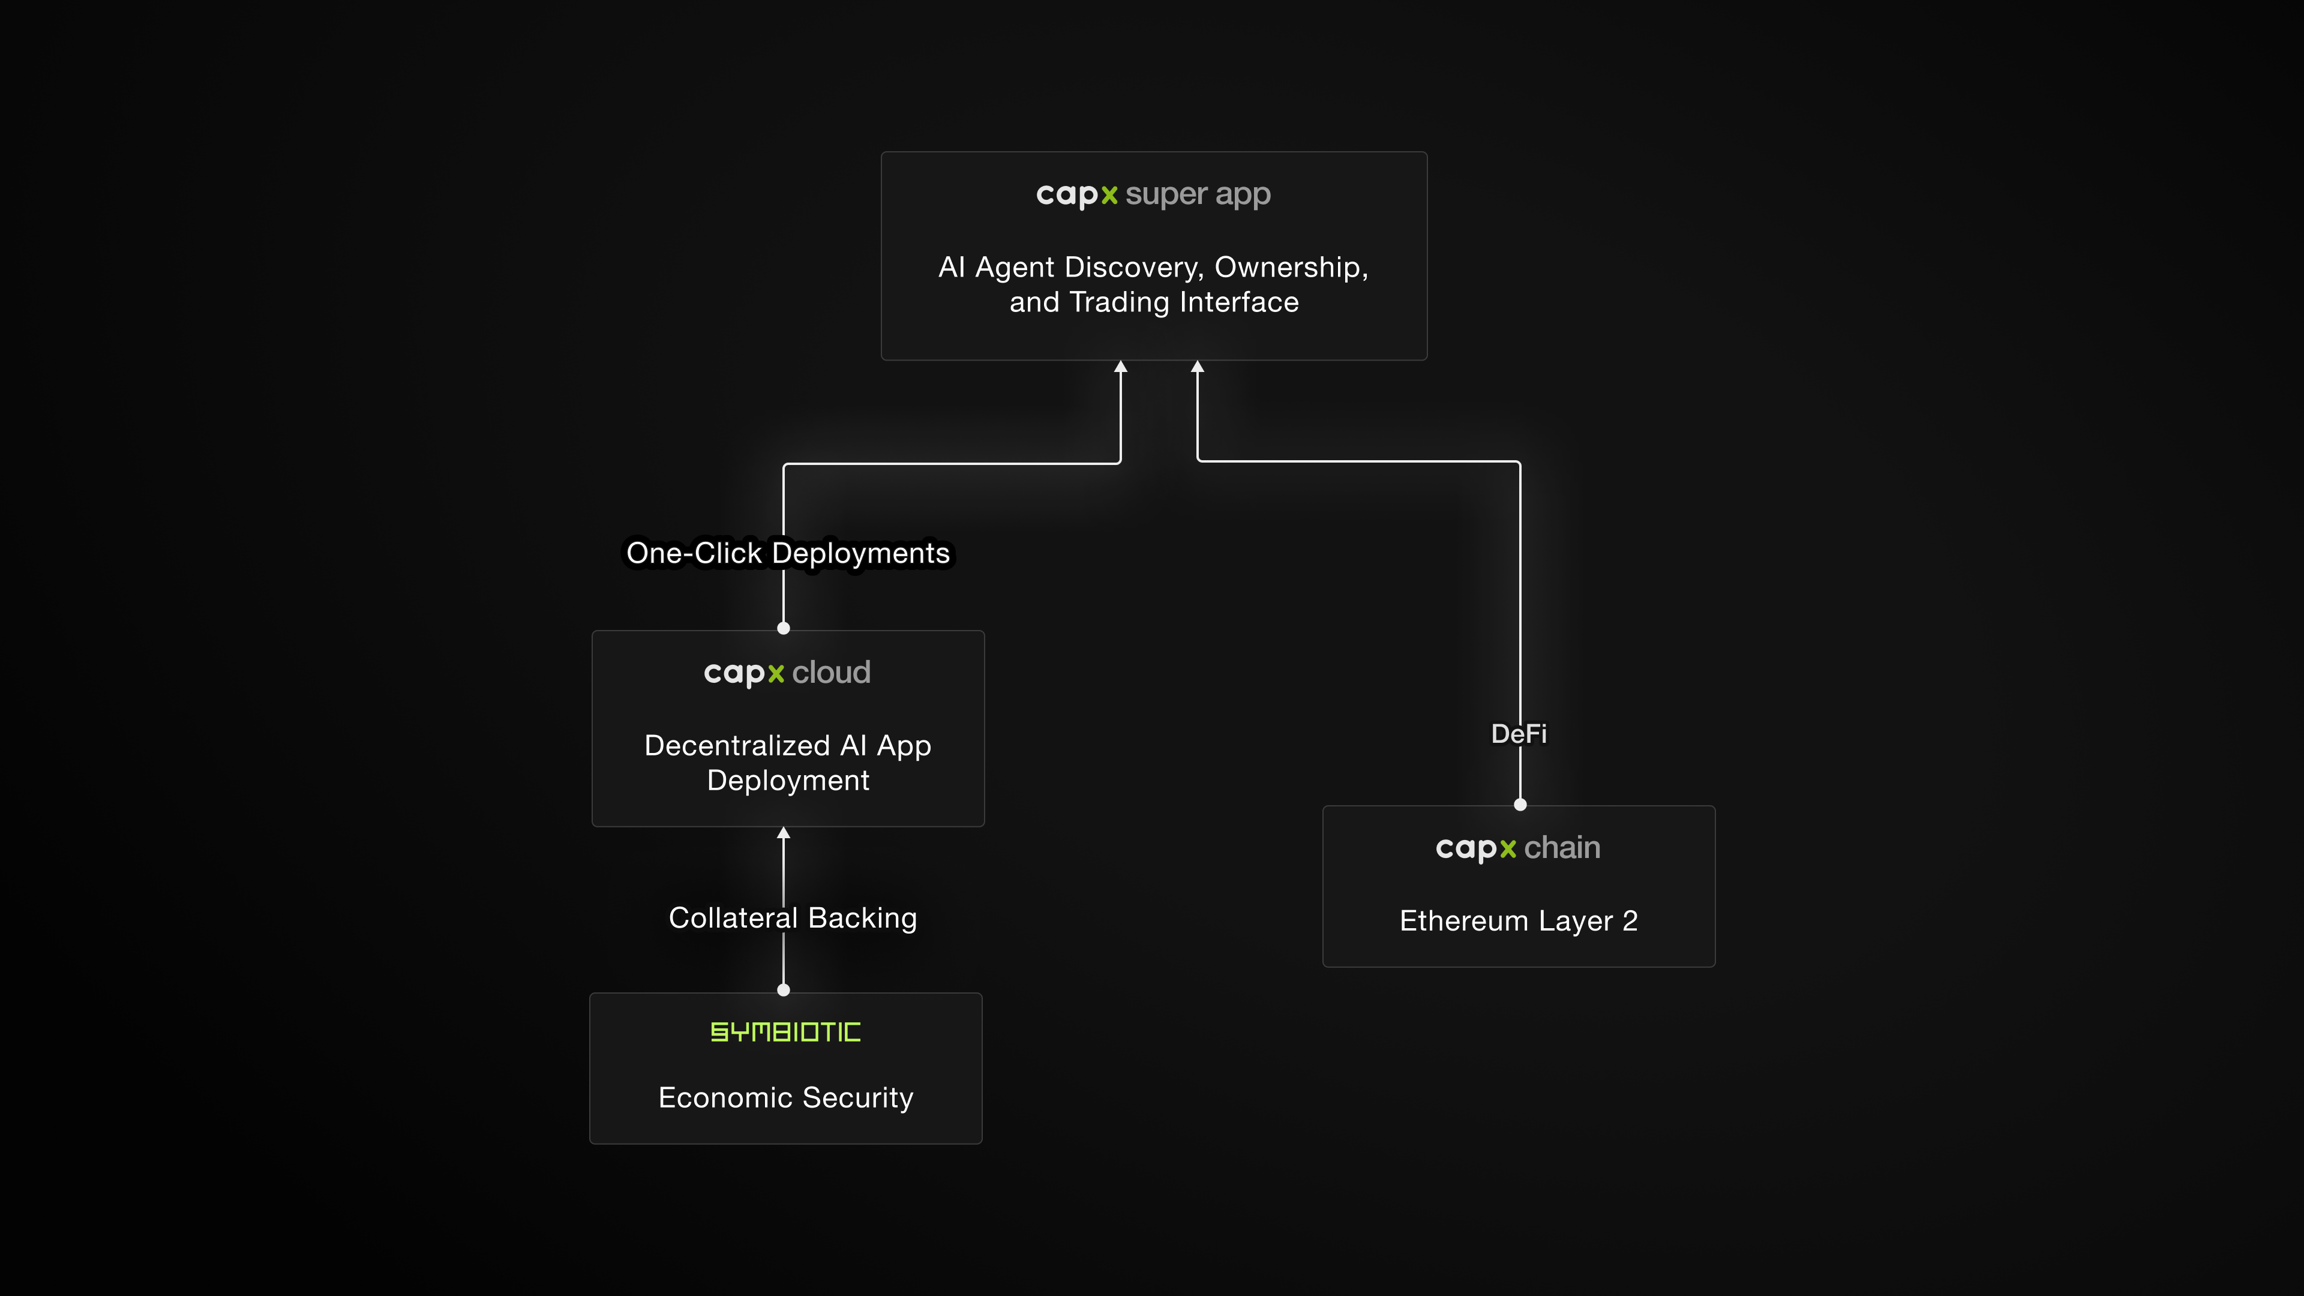 capx super app
AI Agent Discovery, Ownership,
and Trading Interface
One-Click Deployments
capx cloud
Decentralized AI App
Deployment
DeFi
capx chain
Ethereum Layer 2
Collateral Backing
SYMBIOTIC
Economic Security